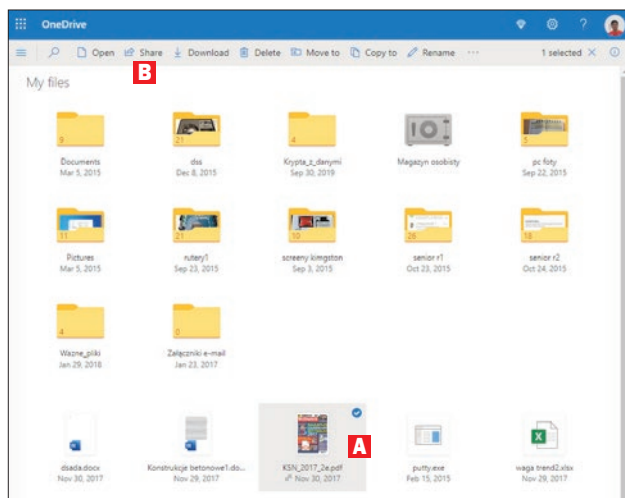 OneDrive
Open Share Download Delete Move to Copy to Rename ... 1 selected
B
My files
9 21 4 5
Documents dss Krypta_z_danymi Magazyn osobisty pc foty
Mar 5, 2015 Dec 8, 2015 Sep 30, 2019 Sep 22, 2015
11 21 10 26 18
Pictures rutery1 screeny kimgston senior r1 senior r2
Mar 5, 2015 Sep 23, 2015 Sep 3, 2015 Oct 23, 2015 Oct 24, 2015
4 0
Wazne_pliki Załączniki e-mail
Jan 29, 2018 Jan 23, 2017
A
dsada.docx Konstrukcje betonowe1.do... KSN_2017_2e.pdf putty.exe waga trend2.xlsx
Nov 30, 2017 Nov 29, 2017 Nov 30, 2017 Feb 15, 2015 Nov 29, 2017